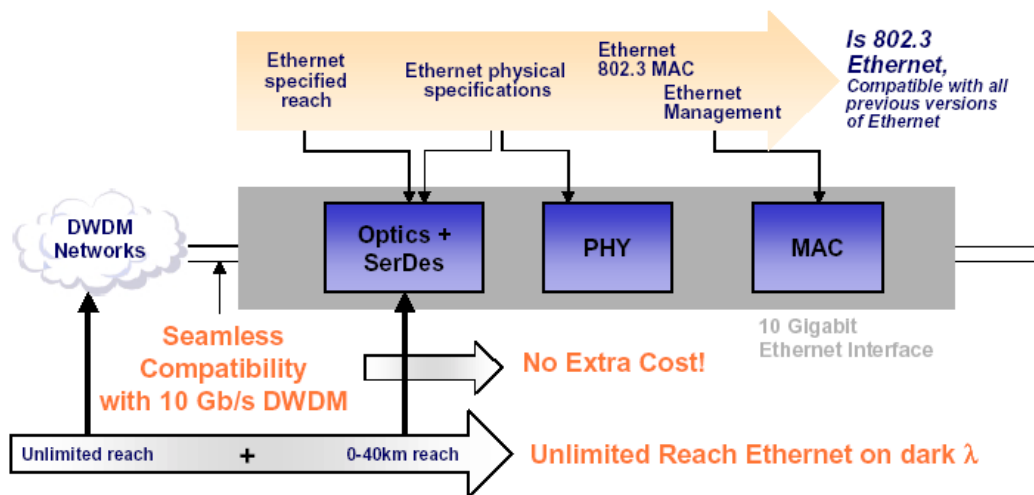 Ethernet
specified
reach
Ethernet physical
specifications
Ethernet
802.3 MAC
Ethernet
Management
Is 802.3
Ethernet,
Compatible with all
previous versions
of Ethernet
DWDM
Networks
Optics +
SerDes
PHY
MAC
10 Gigabit
Ethernet Interface
Seamless
Compatibility
with 10 Gb/s DWDM
No Extra Cost!
Unlimited reach
+
0-40km reach
Unlimited Reach Ethernet on dark λ